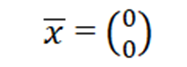 x̅ = (0
0)